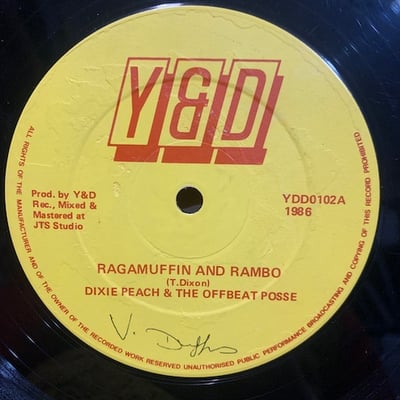 Y&D
Prod. by Y&D
Rec., Mixed &
Mastered at
JTS Studio
YDD0102A
1986
RAGAMUFFIN AND RAMBO
(T.Dixon)
DIXIE PEACH & THE OFFBEAT POSSE
V.
ALL RIGHTS OF THE MANUFACTURER AND OF THE OWNER OF THE RECORDED WORK RESERVED UNAUTHORISED PUBLIC PERFORMANCE BROADCASTING AND COPYING OF THIS RECORD PROHIBITED